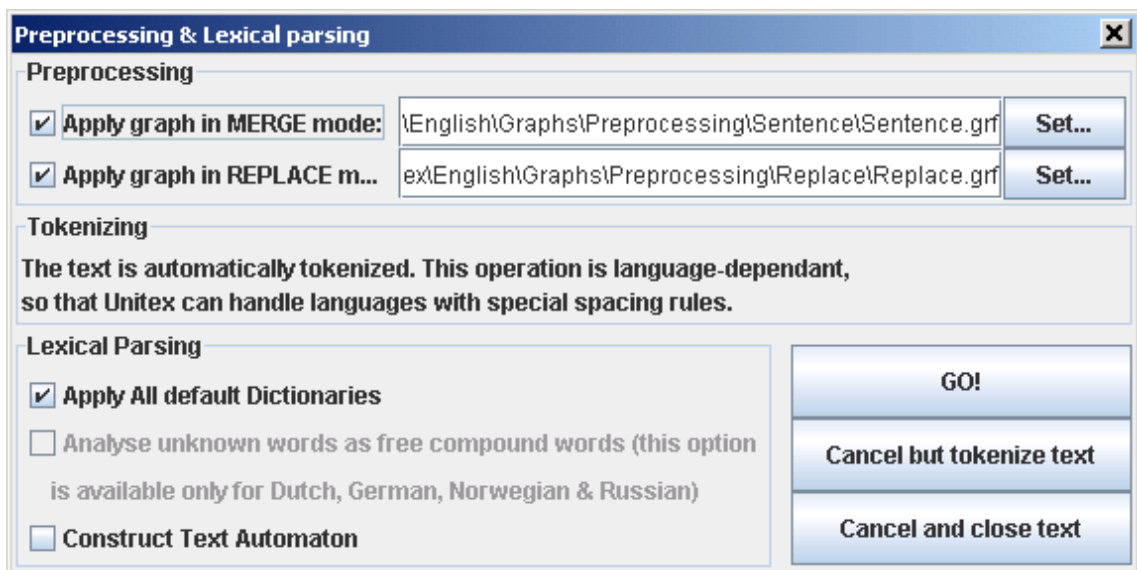 Preprocessing & Lexical parsing
Preprocessing
Apply graph in MERGE mode: \English\Graphs\Preprocessing\Sentence\Sentence.grf Set...
Apply graph in REPLACE m... ex\English\Graphs\Preprocessing\Replace\Replace.grf Set...
Tokenizing
The text is automatically tokenized. This operation is language-dependant,
so that Unitex can handle languages with special spacing rules.
Lexical Parsing
Apply All default Dictionaries
Analyse unknown words as free compound words (this option
is available only for Dutch, German, Norwegian & Russian)
Construct Text Automaton
GO!
Cancel but tokenize text
Cancel and close text